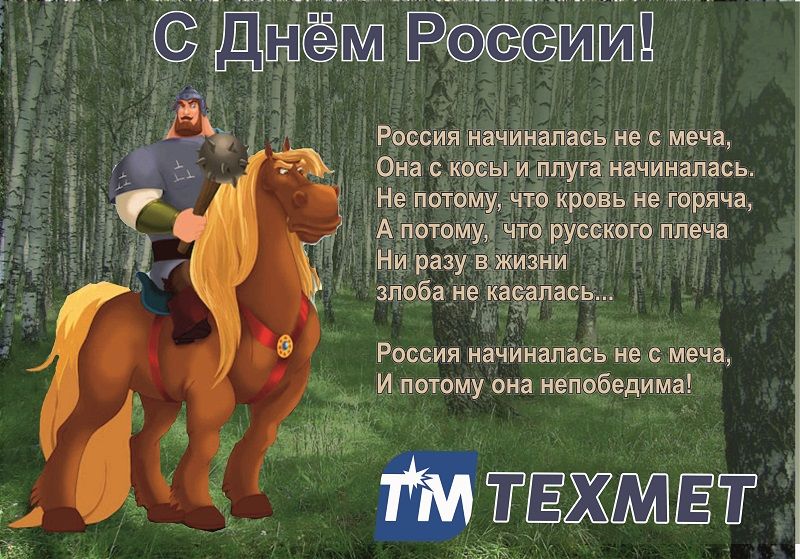 С Днём России!
Россия начиналась не с меча,
Она с косы и плуга начиналась.
Не потому, что кровь не горяча,
А потому, что русского плеча
Ни разу в жизни
злоба не касалась...
Россия начиналась не с меча,
И потому она непобедима!
ТМ ТЕХМЕТ